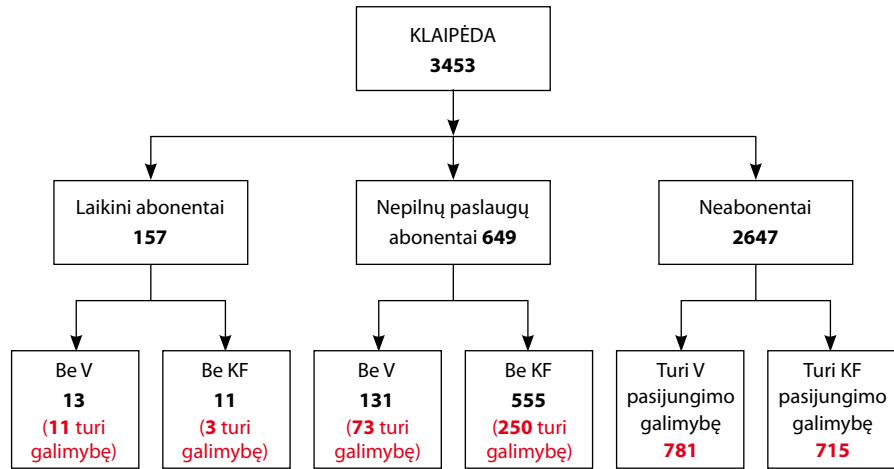 KLAIPĖDA
3453
Laikini abonentai
157
Nepilnų paslaugų
abonentai 649
Neabonentai
2647
Be V
13
(11 turi
galimybę)
Be KF
11
(3 turi
galimybę)
Be V
131
(73 turi
galimybę)
Be KF
555
(250 turi
galimybę)
Turi V
pasijungimo
galimybę
781
Turi KF
pasijungimo
galimybę
715